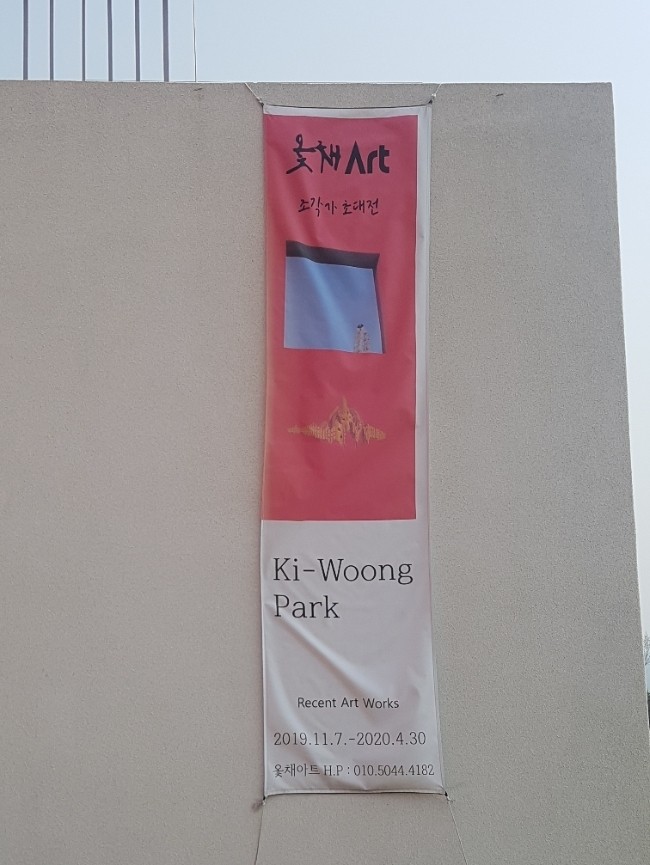 옻채Art
조각가 초대전
Ki-Woong
Park
Recent Art Works
2019.11.7.-2020.4.30
옻채아트 H.P : 010.5044.4182